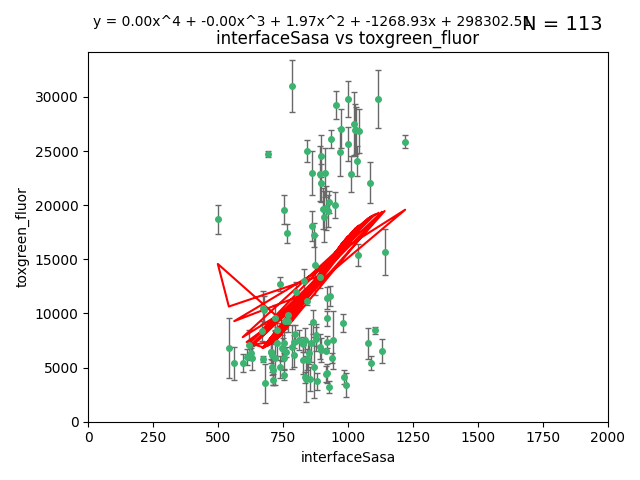 y = 0.00x^4 + -0.00x^3 + 1.97x^2 + -1268.93x + 298302.51
N = 113
interfaceSasa vs toxgreen_fluor
30000
25000
20000
15000
10000
5000
0
toxgreen_fluor
0 250 500 750 1000 1250 1500 1750 2000
interfaceSasa